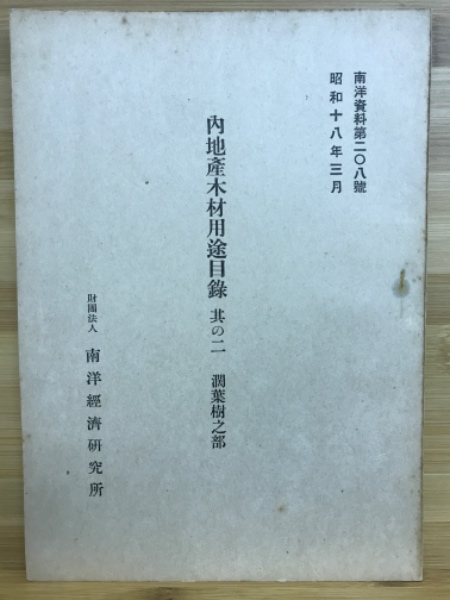 南洋資料第二〇八號
昭和十八年三月
內地產木材用途目錄 其の二 濶葉樹之部
財團法人 南洋經濟研究所